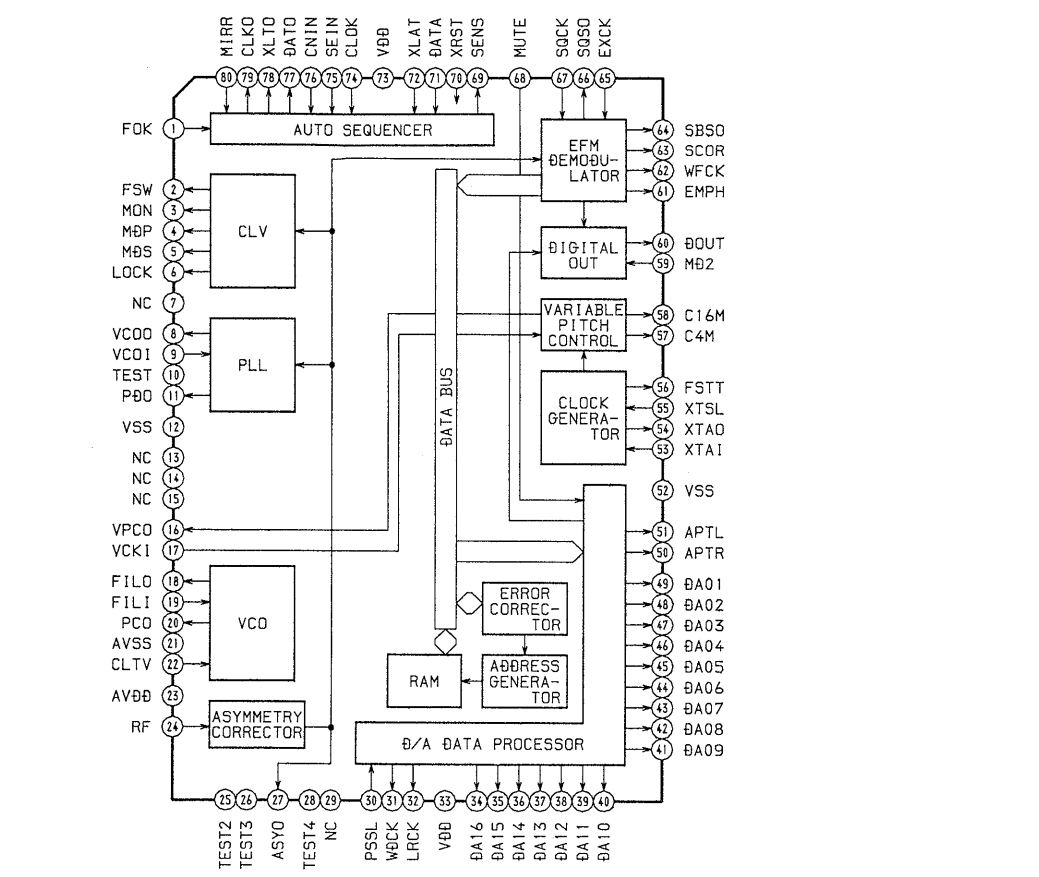 MIRR CLKO XLTO DATO CNIN SEIN CLOK VDD XLAT DATA XRST SENS MUTE SQCK SQSO EXCK
80 79 78 77 76 75 74 73 72 71 70 69 68 67 66 65
FOK 1
AUTO SEQUENCER
EFM
DEMODU-
LATOR
64 SBSO
63 SCOR
62 WFCK
61 EMPH
FSW 2
MON 3
MDP 4
MDS 5
LOCK 6
CLV
DIGITAL
OUT
60 DOUT
59 MD2
NC 7
VARIABLE
PITCH
CONTROL
58 C16M
57 C4M
VCOO 8
VCOI 9
TEST 10
PDO 11
PLL
DATA BUS
CLOCK
GENERA-
TOR
56 FSTT
55 XTSL
54 XTAO
53 XTAI
VSS 12
NC 13
NC 14
NC 15
52 VSS
VPCO 16
VCKI 17
51 APTL
50 APTR
FILO 18
FILI 19
PCO 20
AVSS 21
CLTV 22
VCO
ERROR
CORREC-
TOR
RAM
ADDRESS
GENERA-
TOR
49 DA01
48 DA02
47 DA03
46 DA04
45 DA05
44 DA06
43 DA07
42 DA08
41 DA09
AVDD 23
RF 24
ASYMMETRY
CORRECTOR
D/A DATA PROCESSOR
25 26 27 28 29 30 31 32 33 34 35 36 37 38 39 40
TEST2 TEST3 ASYO TEST4 NC PSSL WDCK LRCK VDD DA16 DA15 DA14 DA13 DA12 DA11 DA10